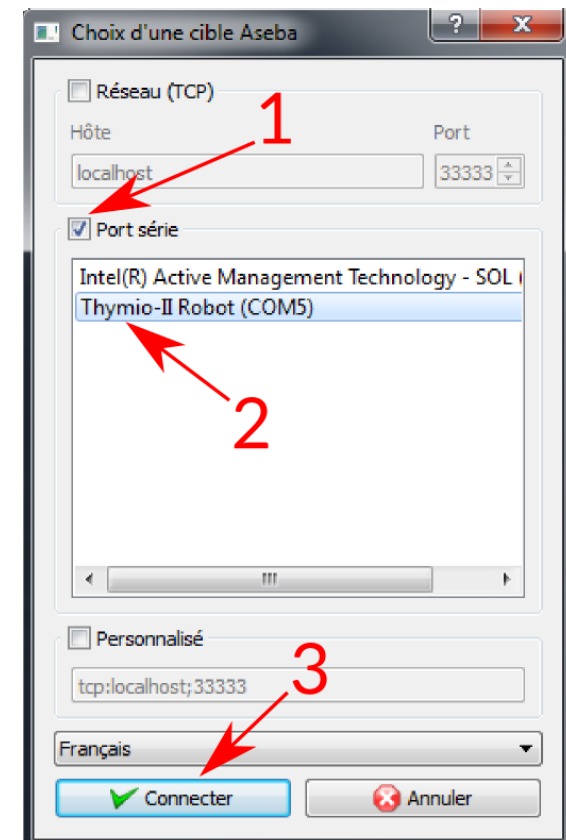 Choix d'une cible Aseba
?
X
Réseau (TCP)
1
Hôte
Port
localhost
33333
Port série
Intel(R) Active Management Technology - SOL (
Thymio-II Robot (COM5)
2
Personnalisé
3
tcp:localhost;33333
Français
Connecter
Annuler